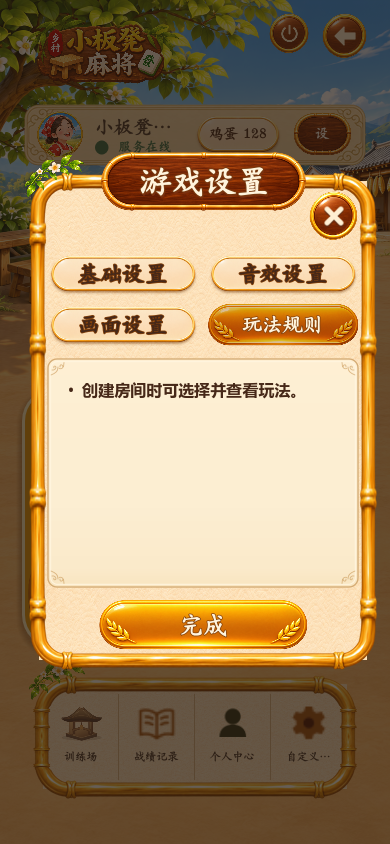 乡村
小板凳
麻将
發
小板凳…
服务在线
鸡蛋 128
设
游戏设置
基础设置
音效设置
画面设置
玩法规则
• 创建房间时可选择并查看玩法。
完成
训练场
战绩记录
个人中心
自定义…